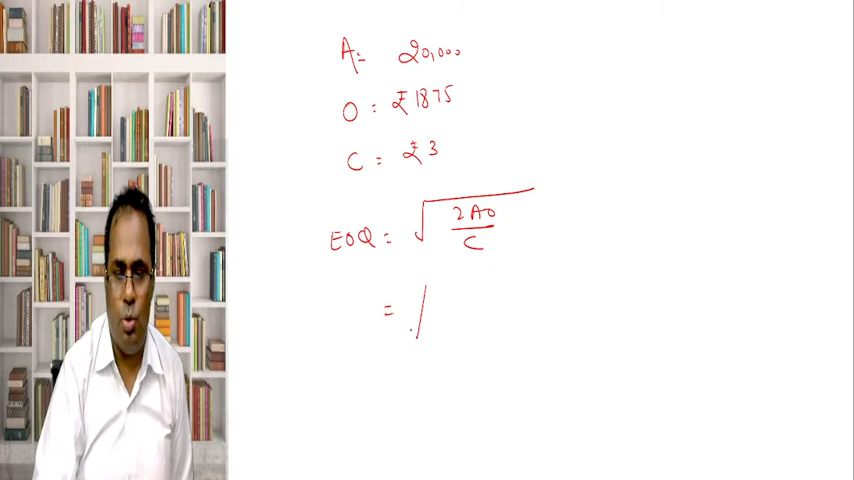 A= 20,000
O = ₹1875
C = ₹3
EOQ = √(2AO/C)
=